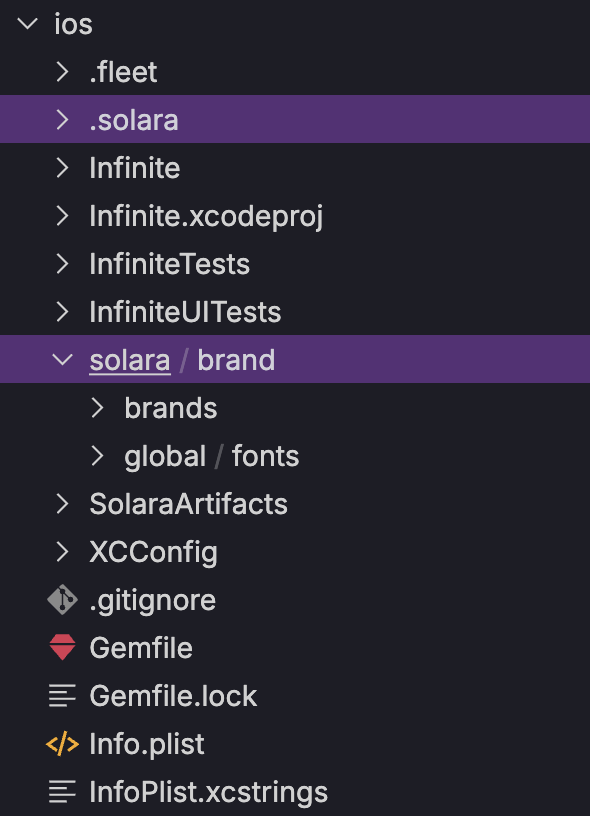 ios
.fleet
.solara
Infinite
Infinite.xcodeproj
InfiniteTests
InfiniteUITests
solara / brand
brands
global / fonts
SolaraArtifacts
XCConfig
.gitignore
Gemfile
Gemfile.lock
</> Info.plist
InfoPlist.xcstrings